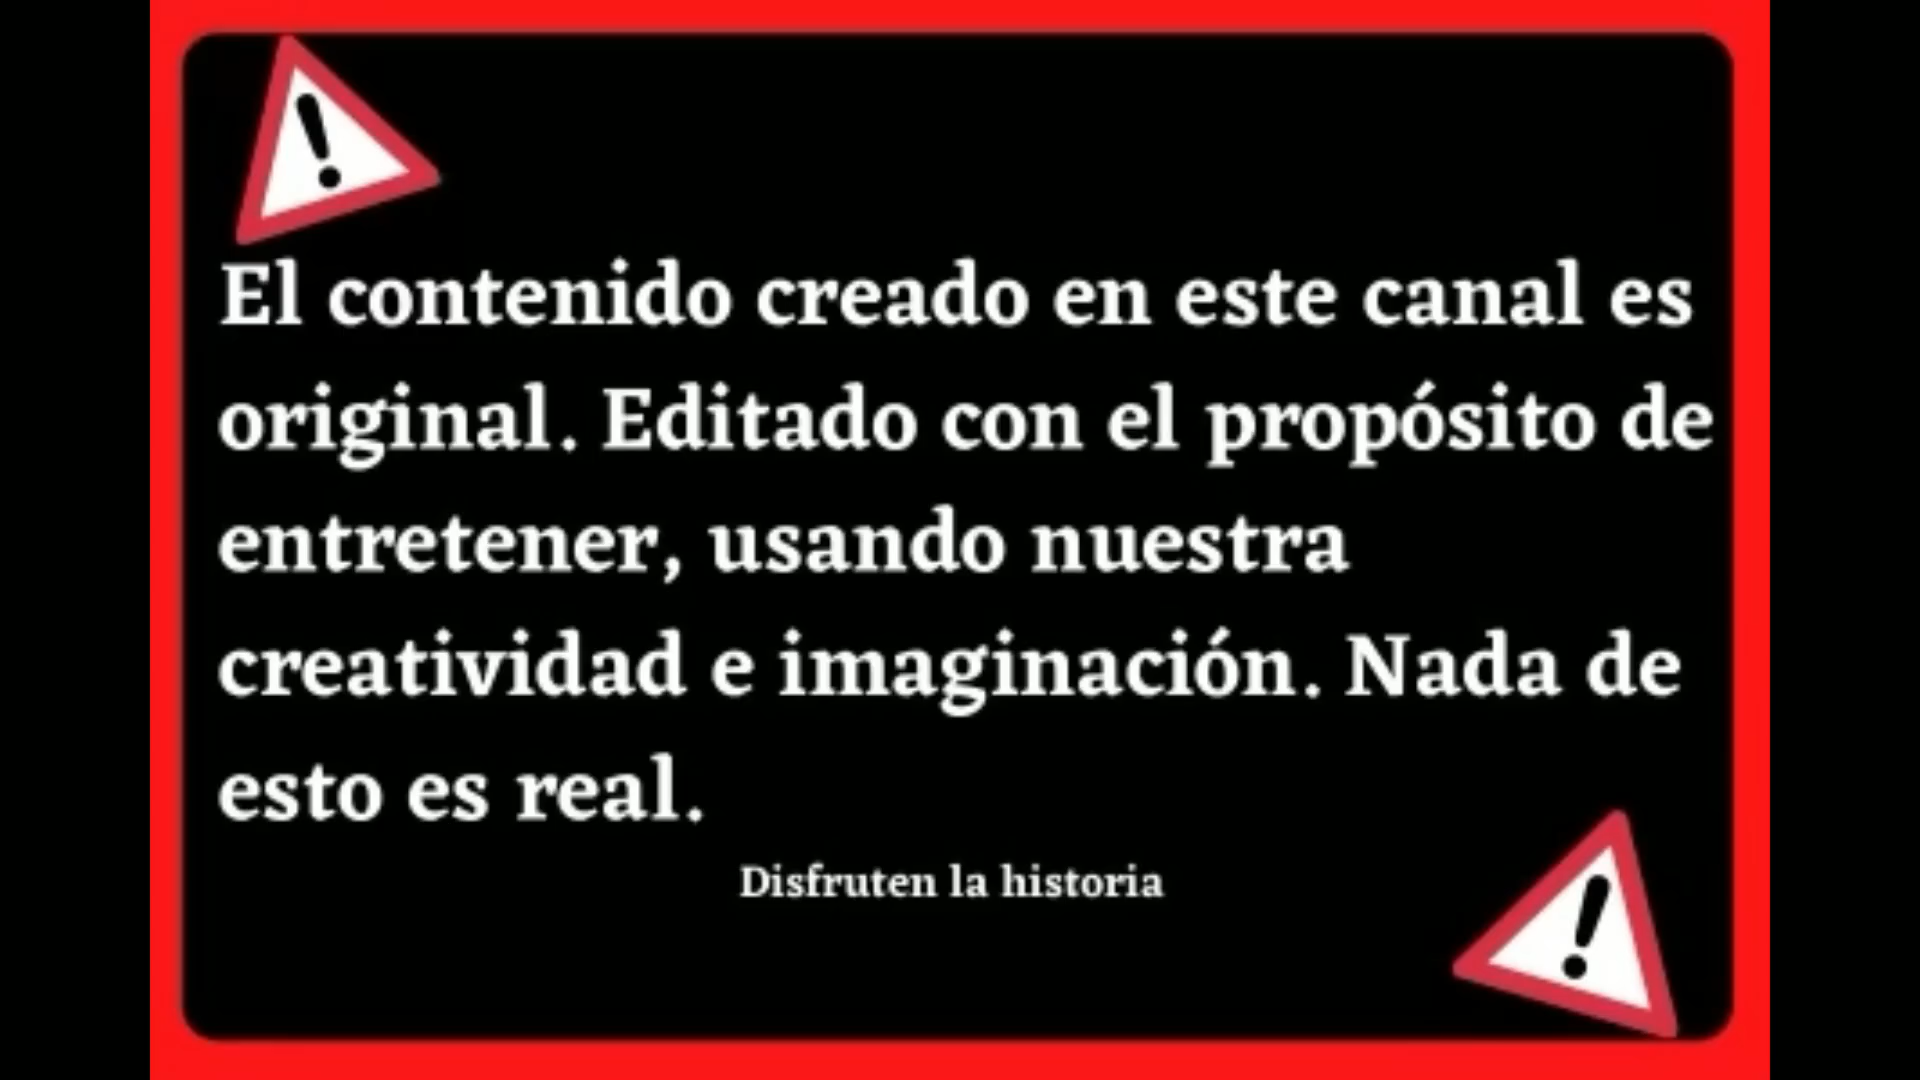 El contenido creado en este canal es
original. Editado con el propósito de
entretener, usando nuestra
creatividad e imaginación. Nada de
esto es real.
Disfruten la historia